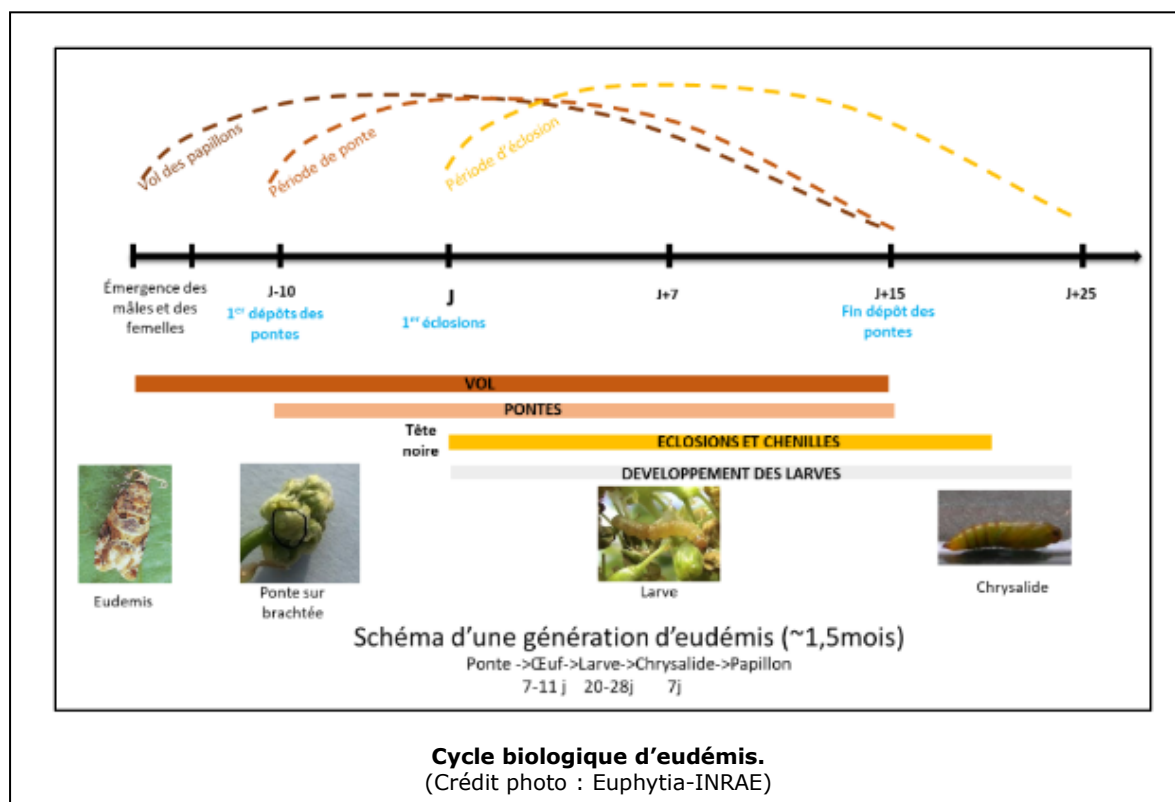 Vol des papillons
Période de ponte
Période d'éclosion
Émergence des
mâles et des
femelles
J-10
1er dépôts des
pontes
J
1er éclosions
J+7
J+15
Fin dépôt des
pontes
J+25
VOL
PONTES
Tête
noire
ECLOSIONS ET CHENILLES
DEVELOPPEMENT DES LARVES
Eudemis
Ponte sur
brachtée
Larve
Chrysalide
Schéma d'une génération d'eudémis (~1,5mois)
Ponte ->Œuf->Larve->Chrysalide->Papillon
7-11 j 20-28j 7j
Cycle biologique d'eudémis.
(Crédit photo : Euphytia-INRAE)